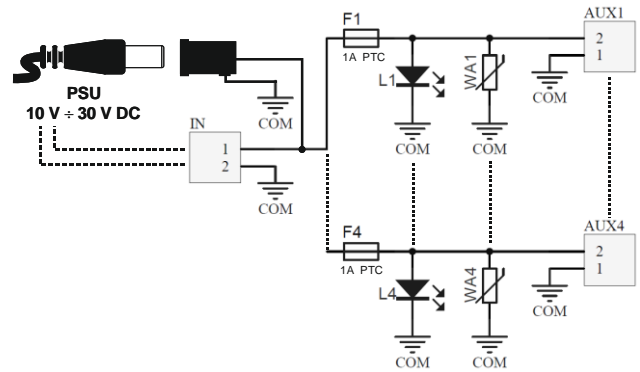 PSU
10 V ÷ 30 V DC
COM
IN
1
2
COM
F1
1A PTC
L1
COM
WA1
COM
AUX1
2
1
COM
F4
1A PTC
L4
COM
WA4
COM
AUX4
2
1
COM